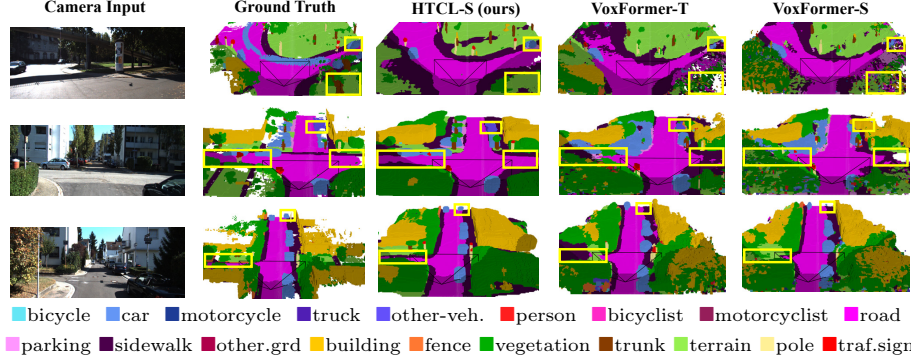 Camera Input Ground Truth HTCL-S (ours) VoxFormer-T VoxFormer-S
bicycle car motorcycle truck other-veh. person bicyclist motorcyclist road
parking sidewalk other.grd building fence vegetation trunk terrain pole traf.sign